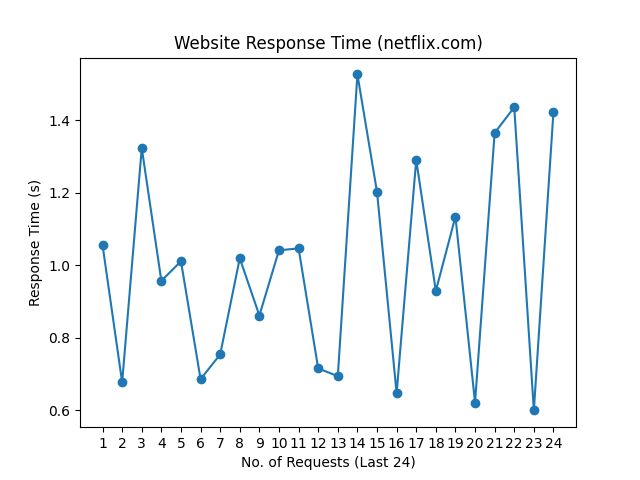 Website Response Time (netflix.com)
Response Time (s)
1.4
1.2
1.0
0.8
0.6
1 2 3 4 5 6 7 8 9 10 11 12 13 14 15 16 17 18 19 20 21 22 23 24
No. of Requests (Last 24)